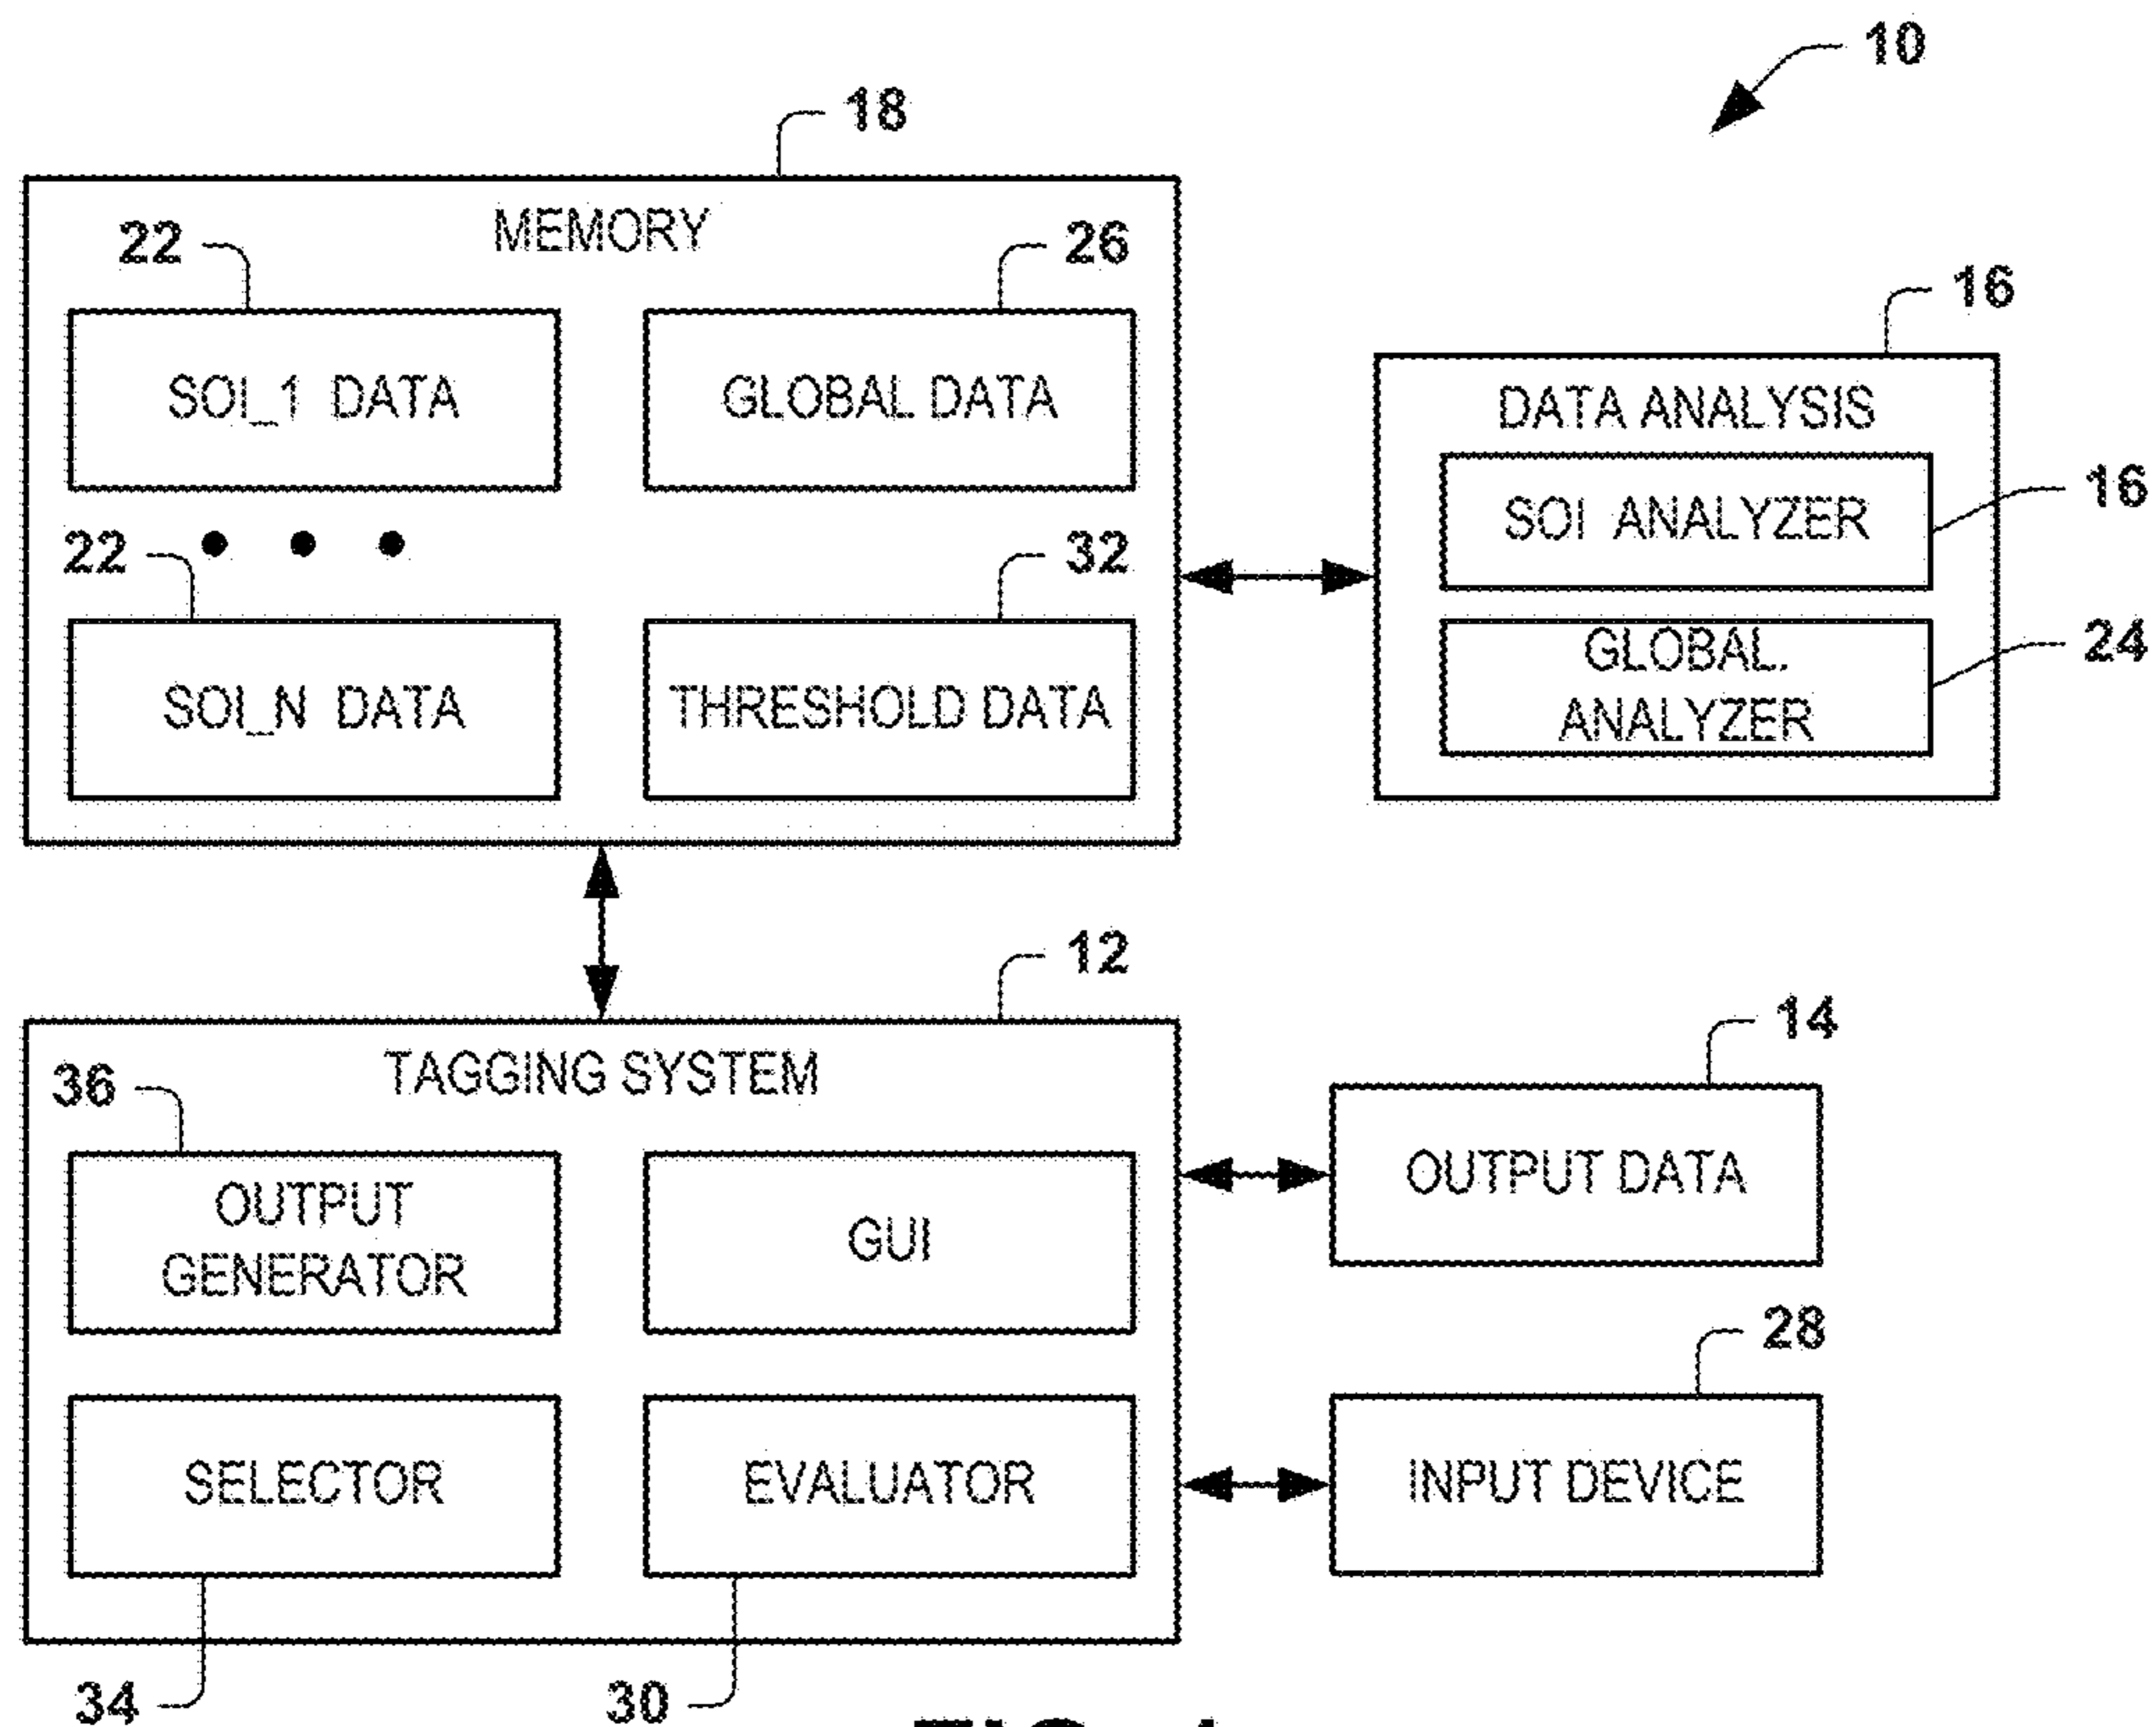 10
18
MEMORY
22
26
SOI_1 DATA
GLOBAL DATA
16
DATA ANALYSIS
SOI ANALYZER
16
22
32
SOI_N DATA
THRESHOLD DATA
GLOBAL.
ANALYZER
24
12
TAGGING SYSTEM
36
14
OUTPUT
GENERATOR
GUI
OUTPUT DATA
28
SELECTOR
EVALUATOR
INPUT DEVICE
34
30